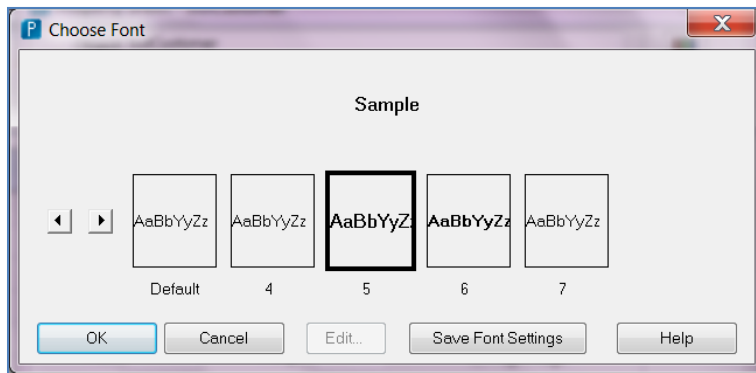 P Choose Font
Sample
AaBbYyZz AaBbYyZz AaBbYyZ AaBbYyZz AaBbYyZz
Default 4 5 6 7
OK Cancel Edit... Save Font Settings Help